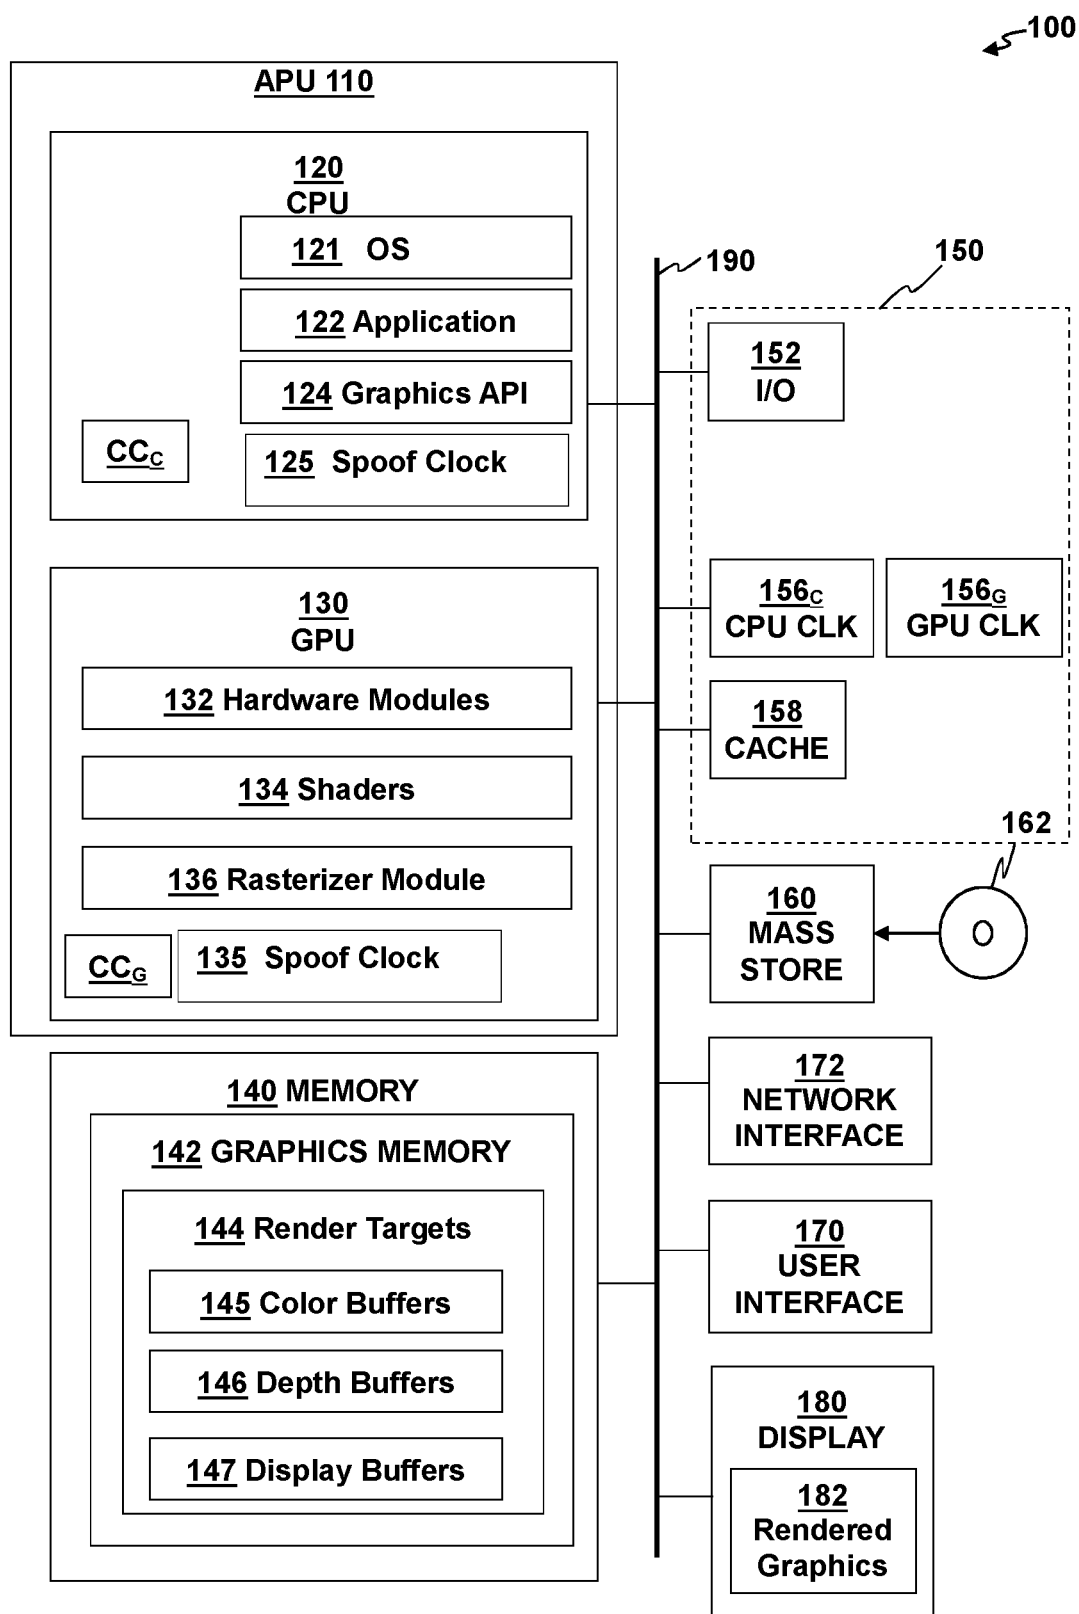 100
APU 110
120
CPU
121 OS
122 Application
124 Graphics API
CCC
125 Spoof Clock
130
GPU
132 Hardware Modules
134 Shaders
136 Rasterizer Module
CCG
135 Spoof Clock
140 MEMORY
142 GRAPHICS MEMORY
144 Render Targets
145 Color Buffers
146 Depth Buffers
147 Display Buffers
190
150
152
I/O
156C
CPU CLK
156G
GPU CLK
158
CACHE
162
160
MASS
STORE
172
NETWORK
INTERFACE
170
USER
INTERFACE
180
DISPLAY
182
Rendered
Graphics